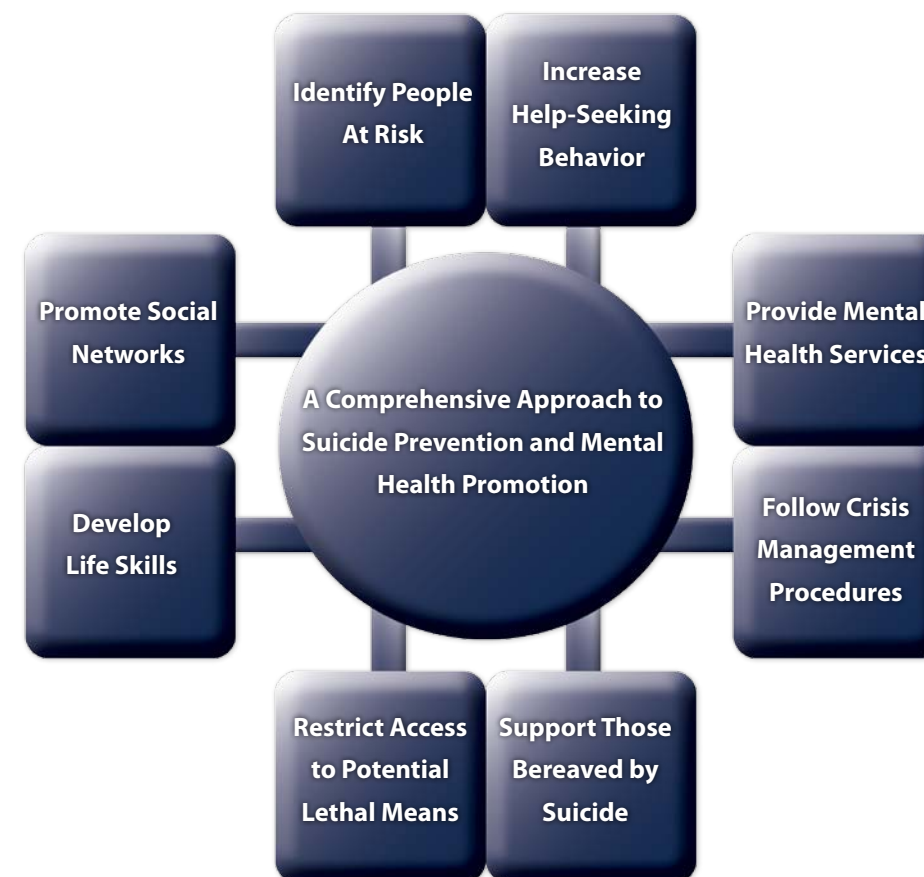 Identify People
At Risk
Increase
Help-Seeking
Behavior
Promote Social
Networks
Provide Mental
Health Services
A Comprehensive Approach to
Suicide Prevention and Mental
Health Promotion
Develop
Life Skills
Follow Crisis
Management
Procedures
Restrict Access
to Potential
Lethal Means
Support Those
Bereaved by
Suicide